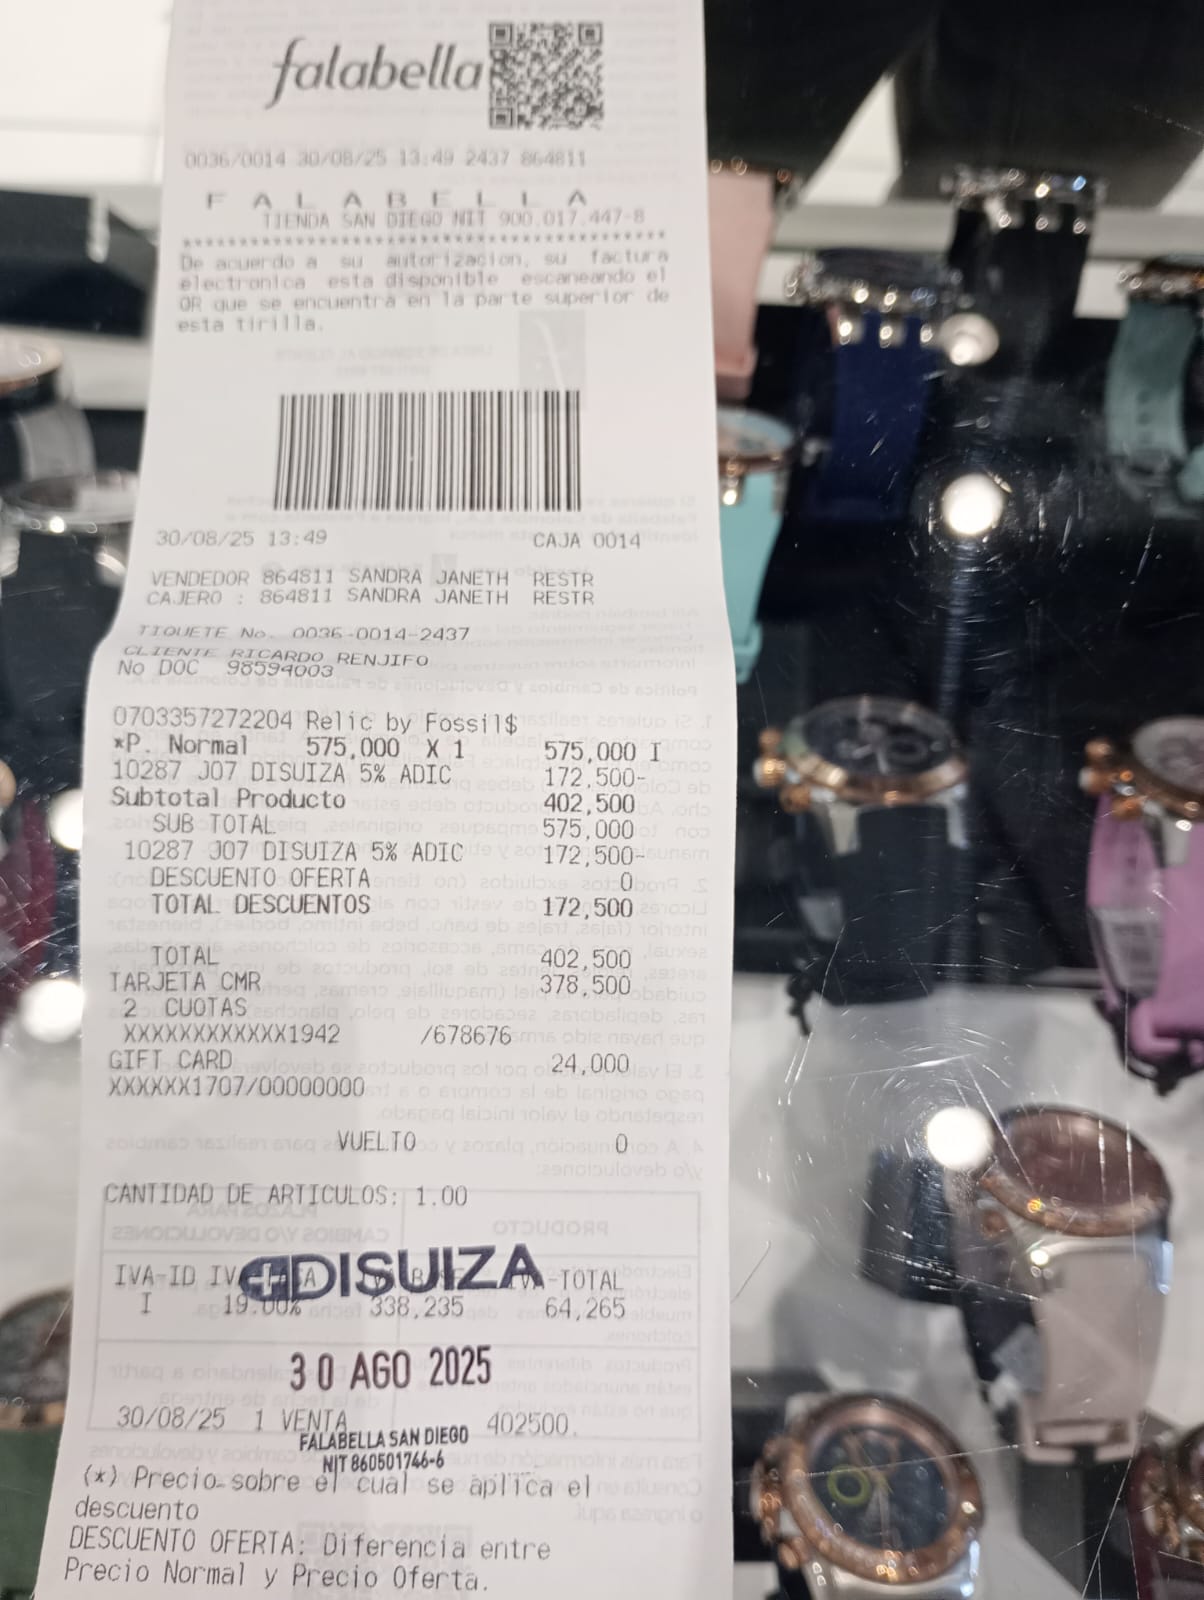 falabella
0036/0014 30/08/25 13:49 2437 864811
F A L A B E L L A
TIENDA SAN DIEGO NIT 900.017.447-8
**************************************************
De acuerdo a su autorizacion, su factura
electronica esta disponible escaneando el
QR que se encuentra en la parte superior de
esta tirilla.
30/08/25 13:49 CAJA 0014
VENDEDOR 864811 SANDRA JANETH RESTR
CAJERO : 864811 SANDRA JANETH RESTR
TIQUETE No. 0036-0014-2437
CLIENTE RICARDO RENJIFO
No DOC 98594003
0703357272204 Relic by Fossil$
*P. Normal 575,000 X 1 575,000 I
10287 J07 DISUIZA 5% ADIC 172,500-
Subtotal Producto 402,500
SUB TOTAL 575,000
10287 J07 DISUIZA 5% ADIC 172,500-
DESCUENTO OFERTA 0
TOTAL DESCUENTOS 172,500
TOTAL 402,500
TARJETA CMR 378,500
2 CUOTAS
XXXXXXXXXXXX1942 /678676
GIFT CARD 24,000
XXXXXX1707/00000000
VUELTO 0
CANTIDAD DE ARTICULOS: 1.00
DISUIZA
IVA-ID -TOTAL
I 19.00% 338,235 64,265
30 AGO 2025
30/08/25 1 VENTA 402500.
FALABELLA SAN DIEGO
NIT 860501746-6
(*) Precio sobre el cual se aplica el
descuento
DESCUENTO OFERTA: Diferencia entre
Precio Normal y Precio Oferta.